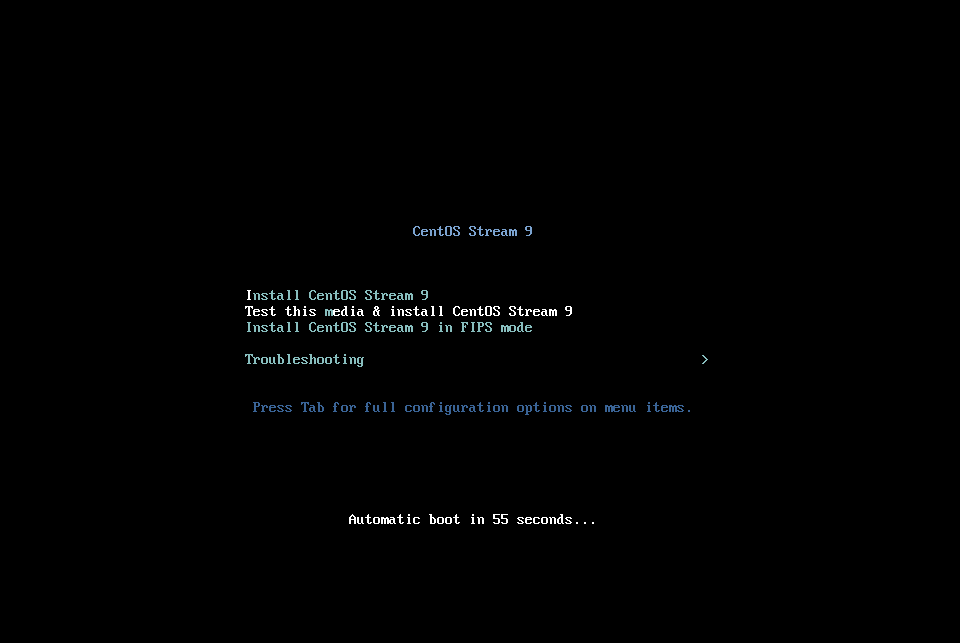 CentOS Stream 9
Install CentOS Stream 9
Test this media & install CentOS Stream 9
Install CentOS Stream 9 in FIPS mode
Troubleshooting >
Press Tab for full configuration options on menu items.
Automatic boot in 55 seconds...